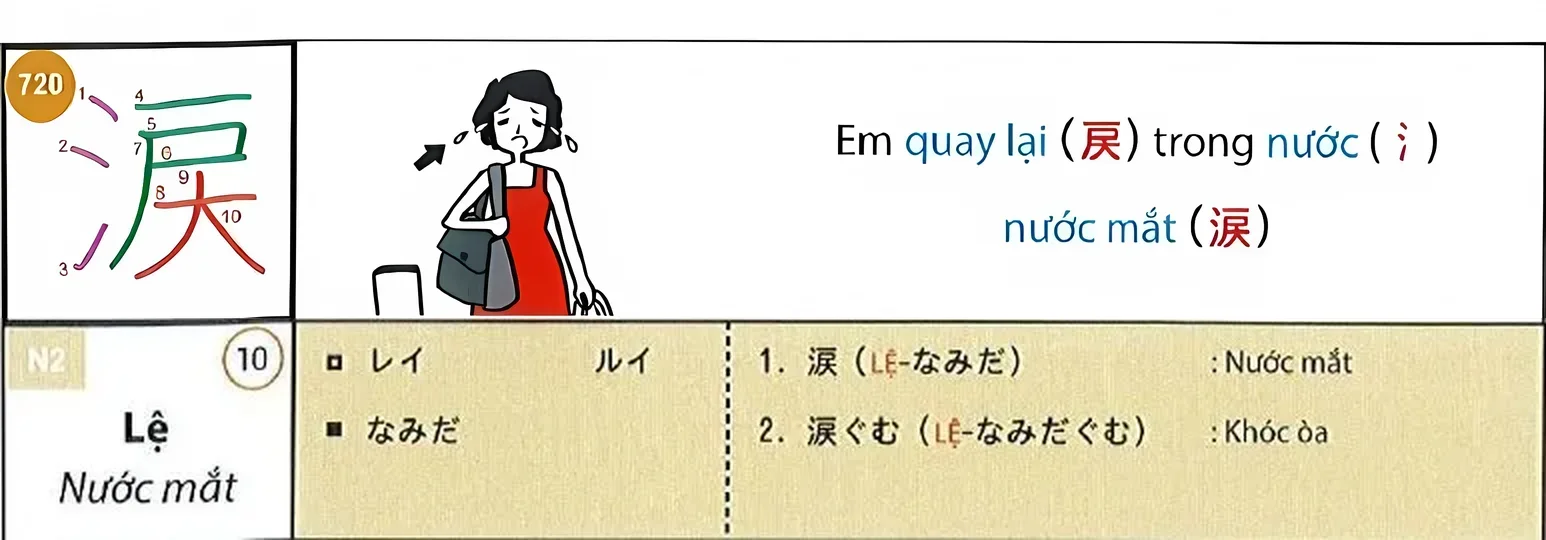 720
涙
1
2
3
4
5
6
7
8
9
10
Em quay lại (戻) trong nước (氵)
nước mắt (涙)
N2
10
Lệ
Nước mắt
レイ ルイ
なみだ
1. 涙 (LỆ-なみだ) : Nước mắt
2. 涙ぐむ (LỆ-なみだぐむ) : Khóc òa